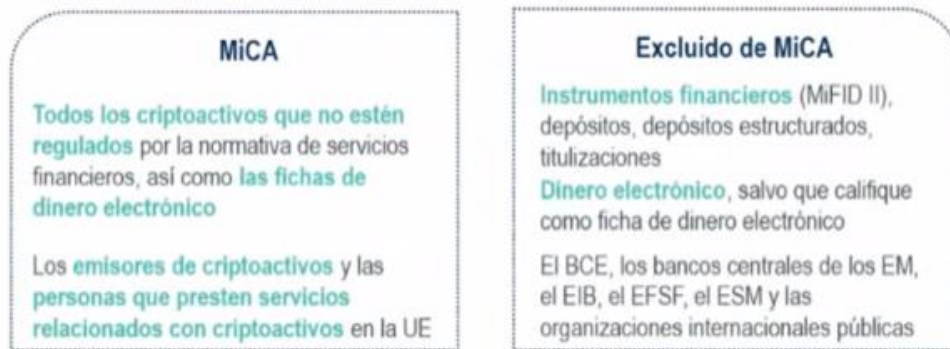 MiCA
Todos los criptoactivos que no estén
regulados por la normativa de servicios
financieros, así como las fichas de
dinero electrónico
Los emisores de criptoactivos y las
personas que presten servicios
relacionados con criptoactivos en la UE
Excluido de MiCA
Instrumentos financieros (MiFID II),
depósitos, depósitos estructurados,
titulizaciones
Dinero electrónico, salvo que califique
como ficha de dinero electrónico
El BCE, los bancos centrales de los EM,
el EIB, el EFSF, el ESM y las
organizaciones internacionales públicas